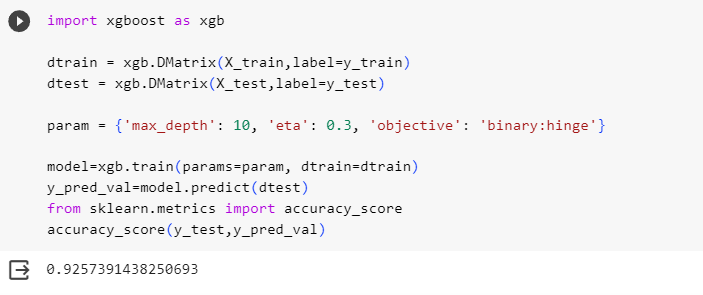 import xgboost as xgb
dtrain = xgb.DMatrix(X_train,label=y_train)
dtest = xgb.DMatrix(X_test,label=y_test)
param = {'max_depth': 10, 'eta': 0.3, 'objective': 'binary:hinge'}
model=xgb.train(params=param, dtrain=dtrain)
y_pred_val=model.predict(dtest)
from sklearn.metrics import accuracy_score
accuracy_score(y_test,y_pred_val)
0.9257391438250693